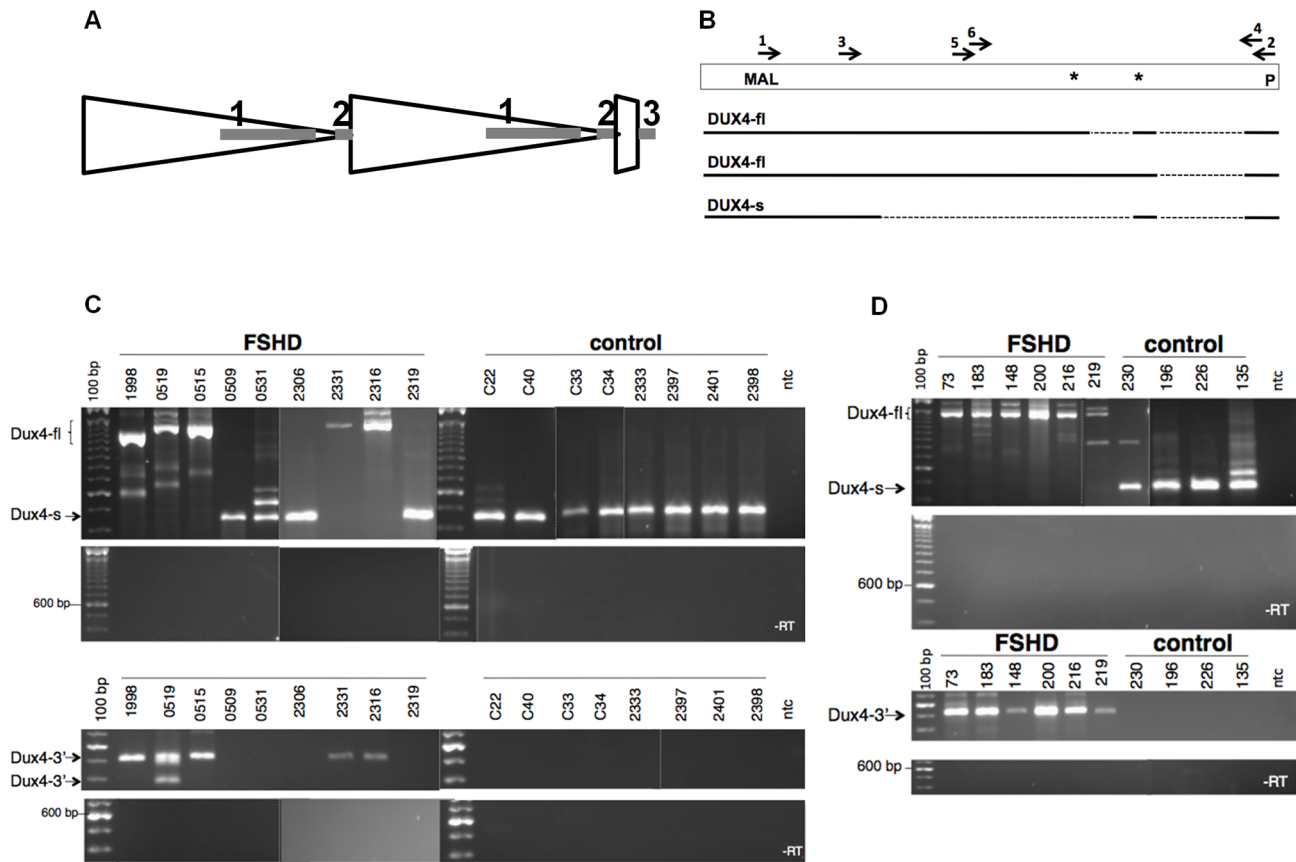 A
1 2 1 2 3
B
1 3 5 6 4 2
MAL * * P
DUX4-fl
DUX4-fl
DUX4-s
C
FSHD control
100 bp 1998 0519 0515 0509 0531 2306 2331 2316 2319 C22 C40 C33 C34 2333 2397 2401 2398 ntc
Dux4-fl
Dux4-s
600 bp
-RT
100 bp 1998 0519 0515 0509 0531 2306 2331 2316 2319 C22 C40 C33 C34 2333 2397 2401 2398 ntc
Dux4-3'
Dux4-3'
600 bp
-RT
D
FSHD control
100 bp 73 183 148 200 216 219 230 196 226 135 ntc
Dux4-fl
Dux4-s
600 bp
-RT
FSHD control
100 bp 73 183 148 200 216 219 230 196 226 135 ntc
Dux4-3'
600 bp
-RT